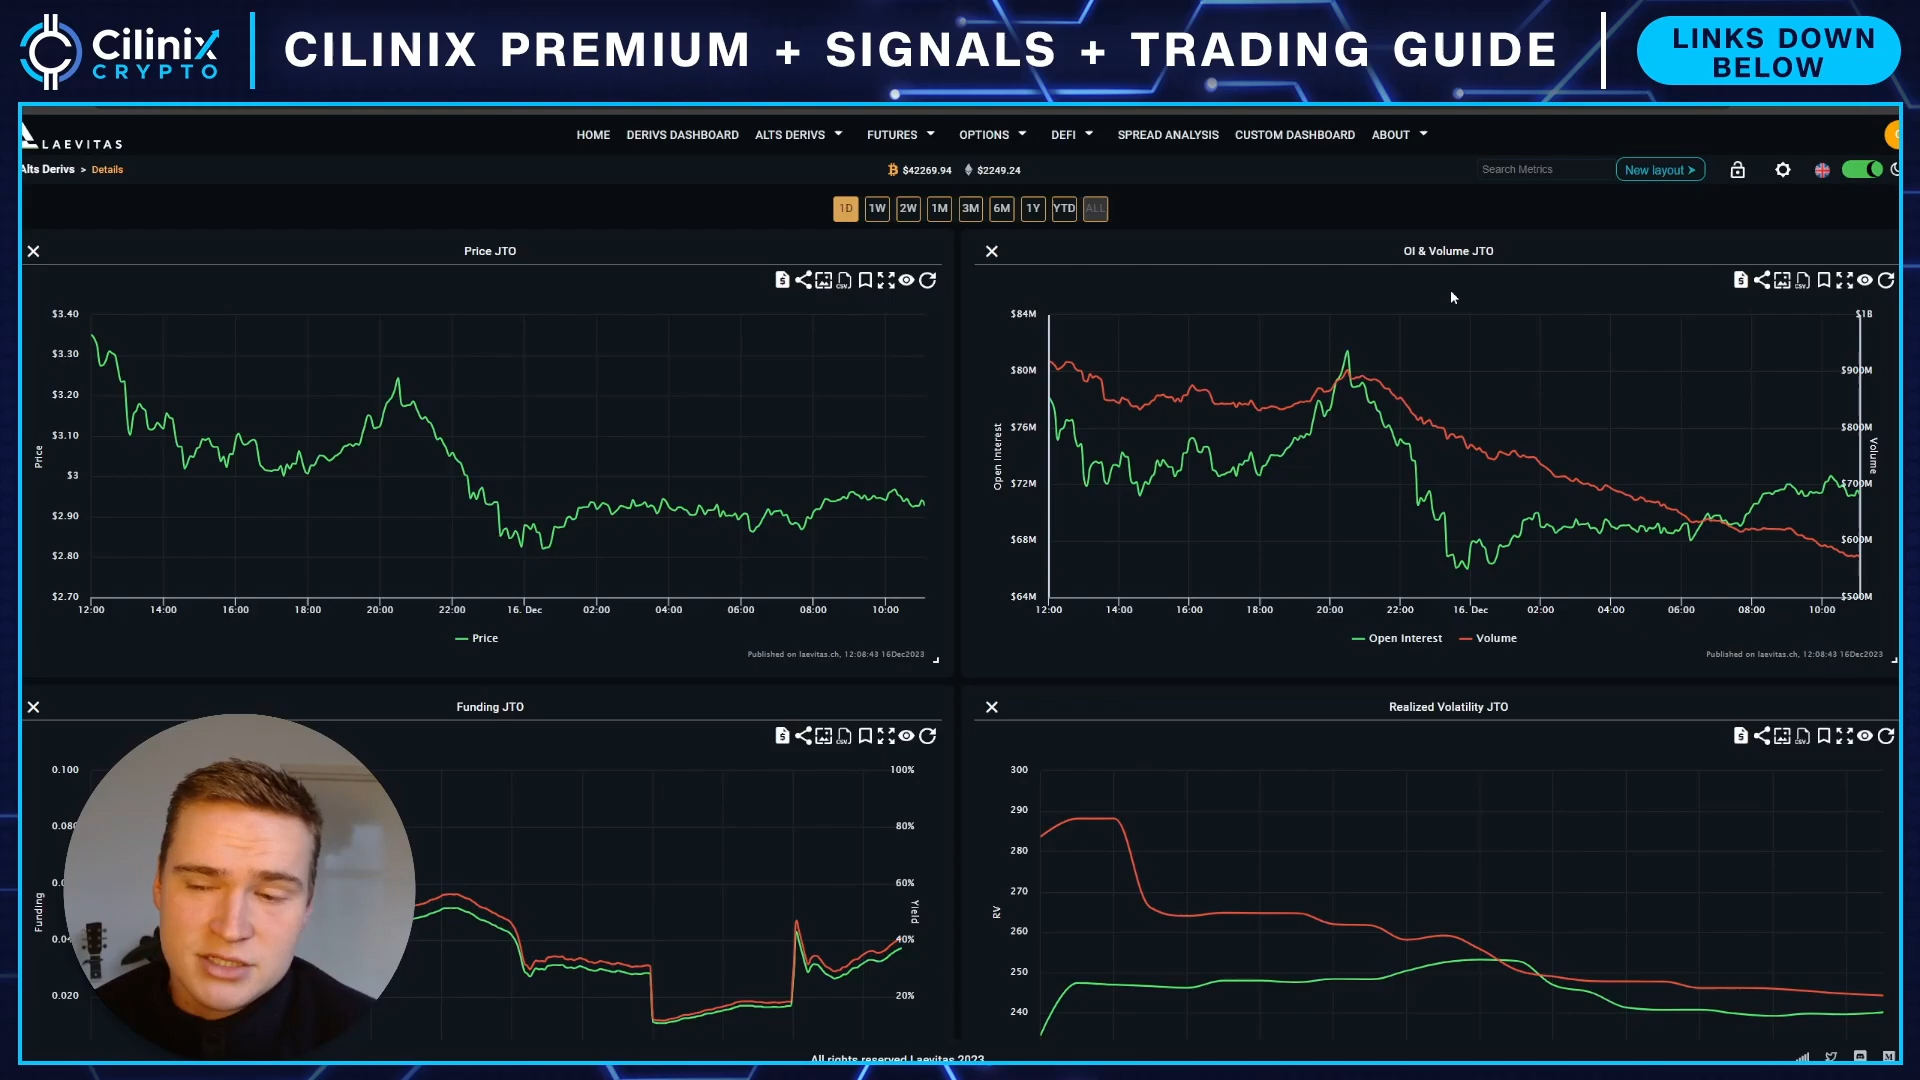 Cilinix
CRYPTO
CILINIX PREMIUM + SIGNALS + TRADING GUIDE
LINKS DOWN
BELOW
LAEVITAS
HOME DERIVS DASHBOARD ALTS DERIVS FUTURES OPTIONS DEFI SPREAD ANALYSIS CUSTOM DASHBOARD ABOUT
Alts Derivs > Details
$42269.94 $2249.24
Search Metrics
New layout
1D 1W 2W 1M 3M 6M 1Y YTD ALL
Price JTO
$3.40
$3.30
$3.20
$3.10
$3
$2.90
$2.80
$2.70
Price
12:00 14:00 16:00 18:00 20:00 22:00 16. Dec 02:00 04:00 06:00 08:00 10:00
Price
Published on laevitas.ch, 12:08:43 16Dec2023
OI & Volume JTO
$84M
$80M
$76M
$72M
$68M
$64M
Open Interest
$1B
$900M
$800M
$700M
$600M
$500M
Volume
12:00 14:00 16:00 18:00 20:00 22:00 16. Dec 02:00 04:00 06:00 08:00 10:00
Open Interest Volume
Published on laevitas.ch, 12:08:43 16Dec2023
Funding JTO
0.100
0.080
0.020
Funding
100%
80%
60%
40%
20%
Yield
Realized Volatility JTO
300
290
280
270
260
250
240
RV
All rights reserved Laevitas 2023